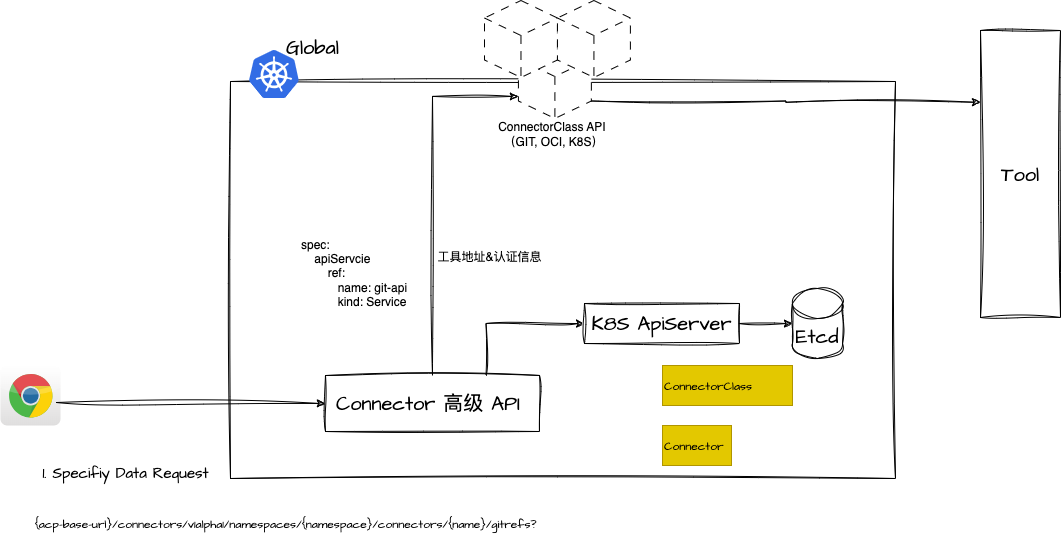 Global
ConnectorClass API
(GIT, OCI, K8S)
Tool
spec:
apiServcie
ref:
name: git-api
kind: Service
工具地址&认证信息
K8S ApiServer
Etcd
ConnectorClass
Connector 高级 API
Connector
1. Specifiy Data Request
{acp-base-url}/connectors/v1alpha1/namespaces/{namespace}/connectors/{name}/gitrefs?